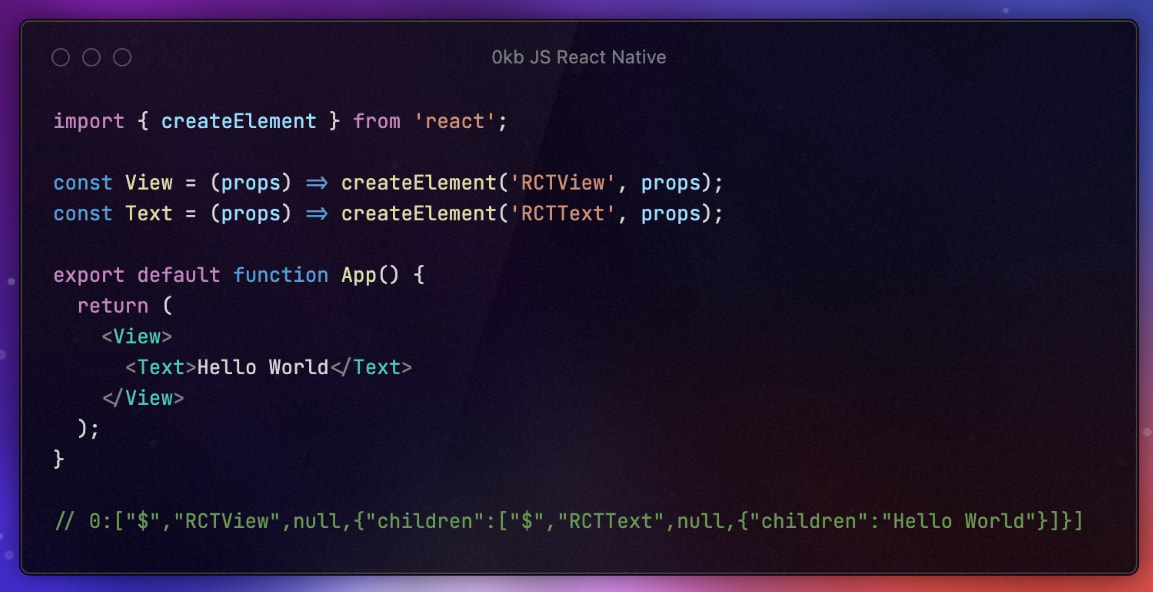 0kb JS React Native
import { createElement } from 'react';
const View = (props) => createElement('RCTView', props);
const Text = (props) => createElement('RCTText', props);
export default function App() {
  return (
    <View>
      <Text>Hello World</Text>
    </View>
  );
}
// 0:["$","RCTView",null,{"children":["$","RCTText",null,{"children":"Hello World"}]}]